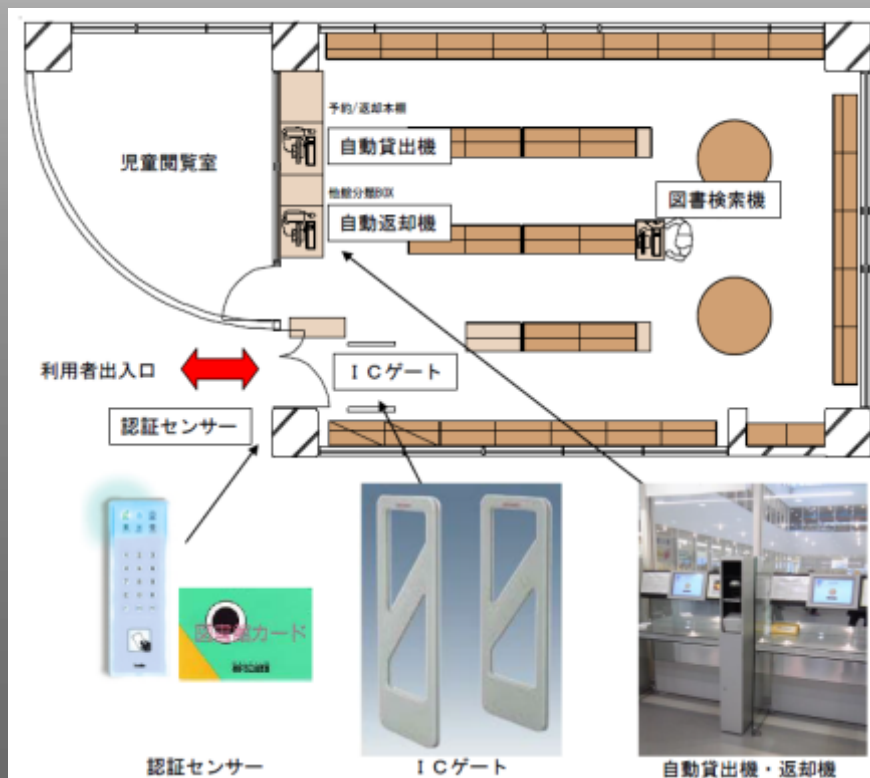 予約/返却本棚
自動貸出機
児童閲覧室
他館分類BOX
図書検索機
自動返却機
利用者出入口
ICゲート
認証センサー
図書館カード
認証センサー
ICゲート
自動貸出機・返却機